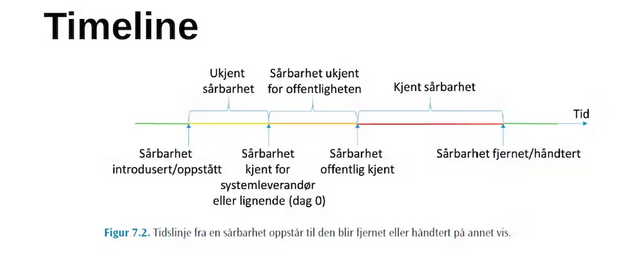 Timeline
Ukjent
sårbarhet
Sårbarhet ukjent
for offentligheten
Kjent sårbarhet
Tid
Sårbarhet
introdusert/oppstått
Sårbarhet
kjent for
systemleverandør
eller lignende (dag 0)
Sårbarhet
offentlig kjent
Sårbarhet fjernet/håndtert
Figur 7.2. Tidslinje fra en sårbarhet oppstår til den blir fjernet eller håndtert på annet vis.